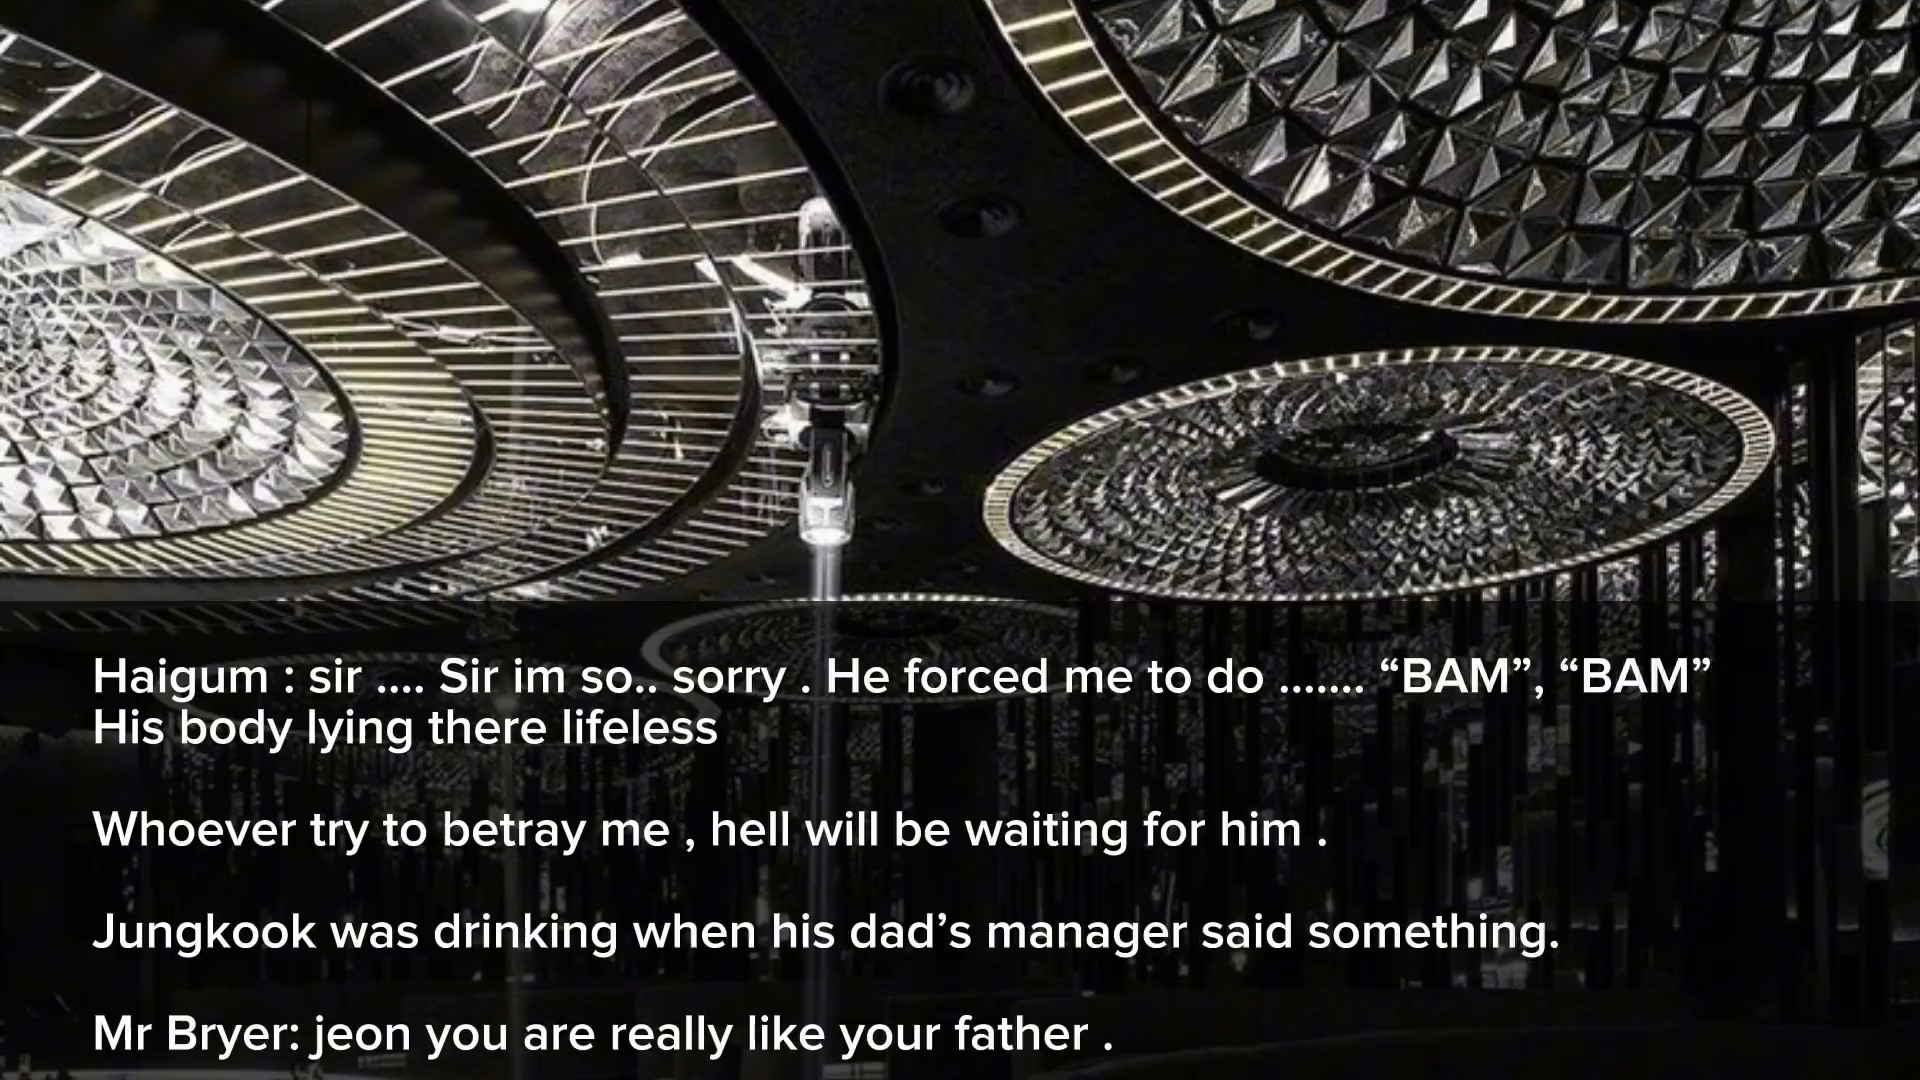 Haigum : sir .... Sir im so.. sorry . He forced me to do ....... “BAM”, “BAM”
His body lying there lifeless
Whoever try to betray me , hell will be waiting for him .
Jungkook was drinking when his dad’s manager said something.
Mr Bryer: jeon you are really like your father .